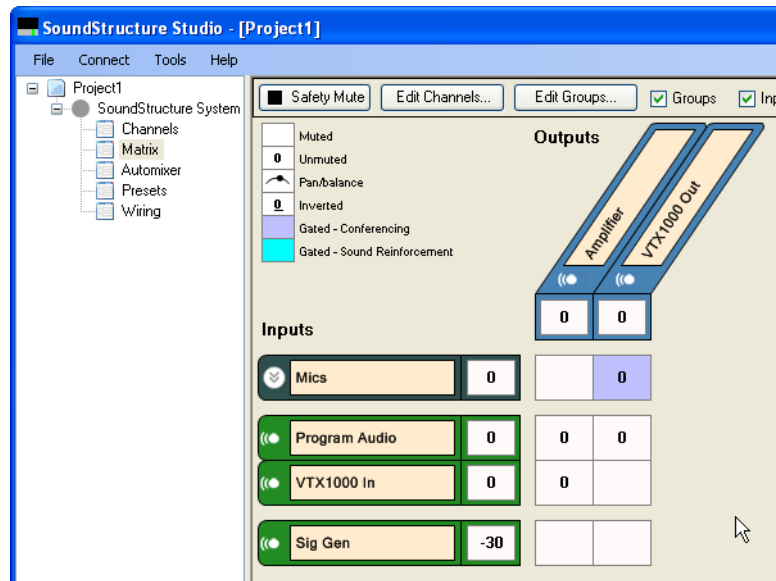 SoundStructure Studio - [Project1]
File Connect Tools Help
Project1
SoundStructure System
Channels
Matrix
Automixer
Presets
Wiring
Safety Mute Edit Channels... Edit Groups... Groups Inp
Muted
0 Unmuted
Pan/balance
0 Inverted
Gated - Conferencing
Gated - Sound Reinforcement
Outputs
Amplifier
VTX1000 Out
0 0
Inputs
Mics 0 0
Program Audio 0 0 0
VTX1000 In 0 0
Sig Gen -30